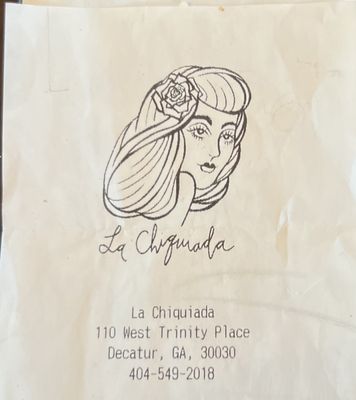 La Chiquiada
La Chiquiada
110 West Trinity Place
Decatur, GA, 30030
404-549-2018